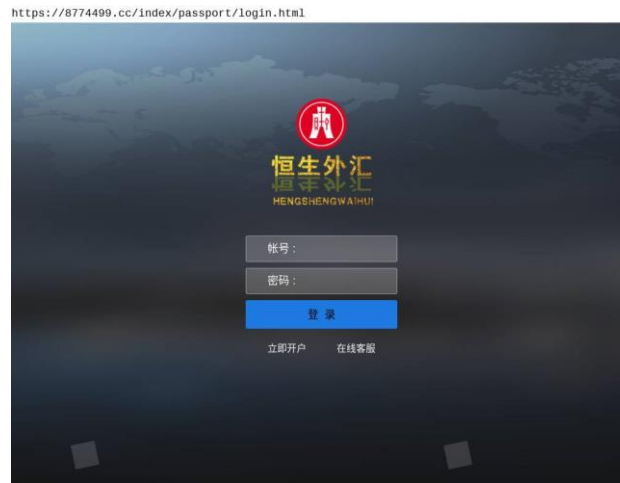 https://8774499.cc/index/passport/login.html
恒生外汇
HENGSHENGWAIHUI
帐号：
密码：
登 录
立即开户 在线客服